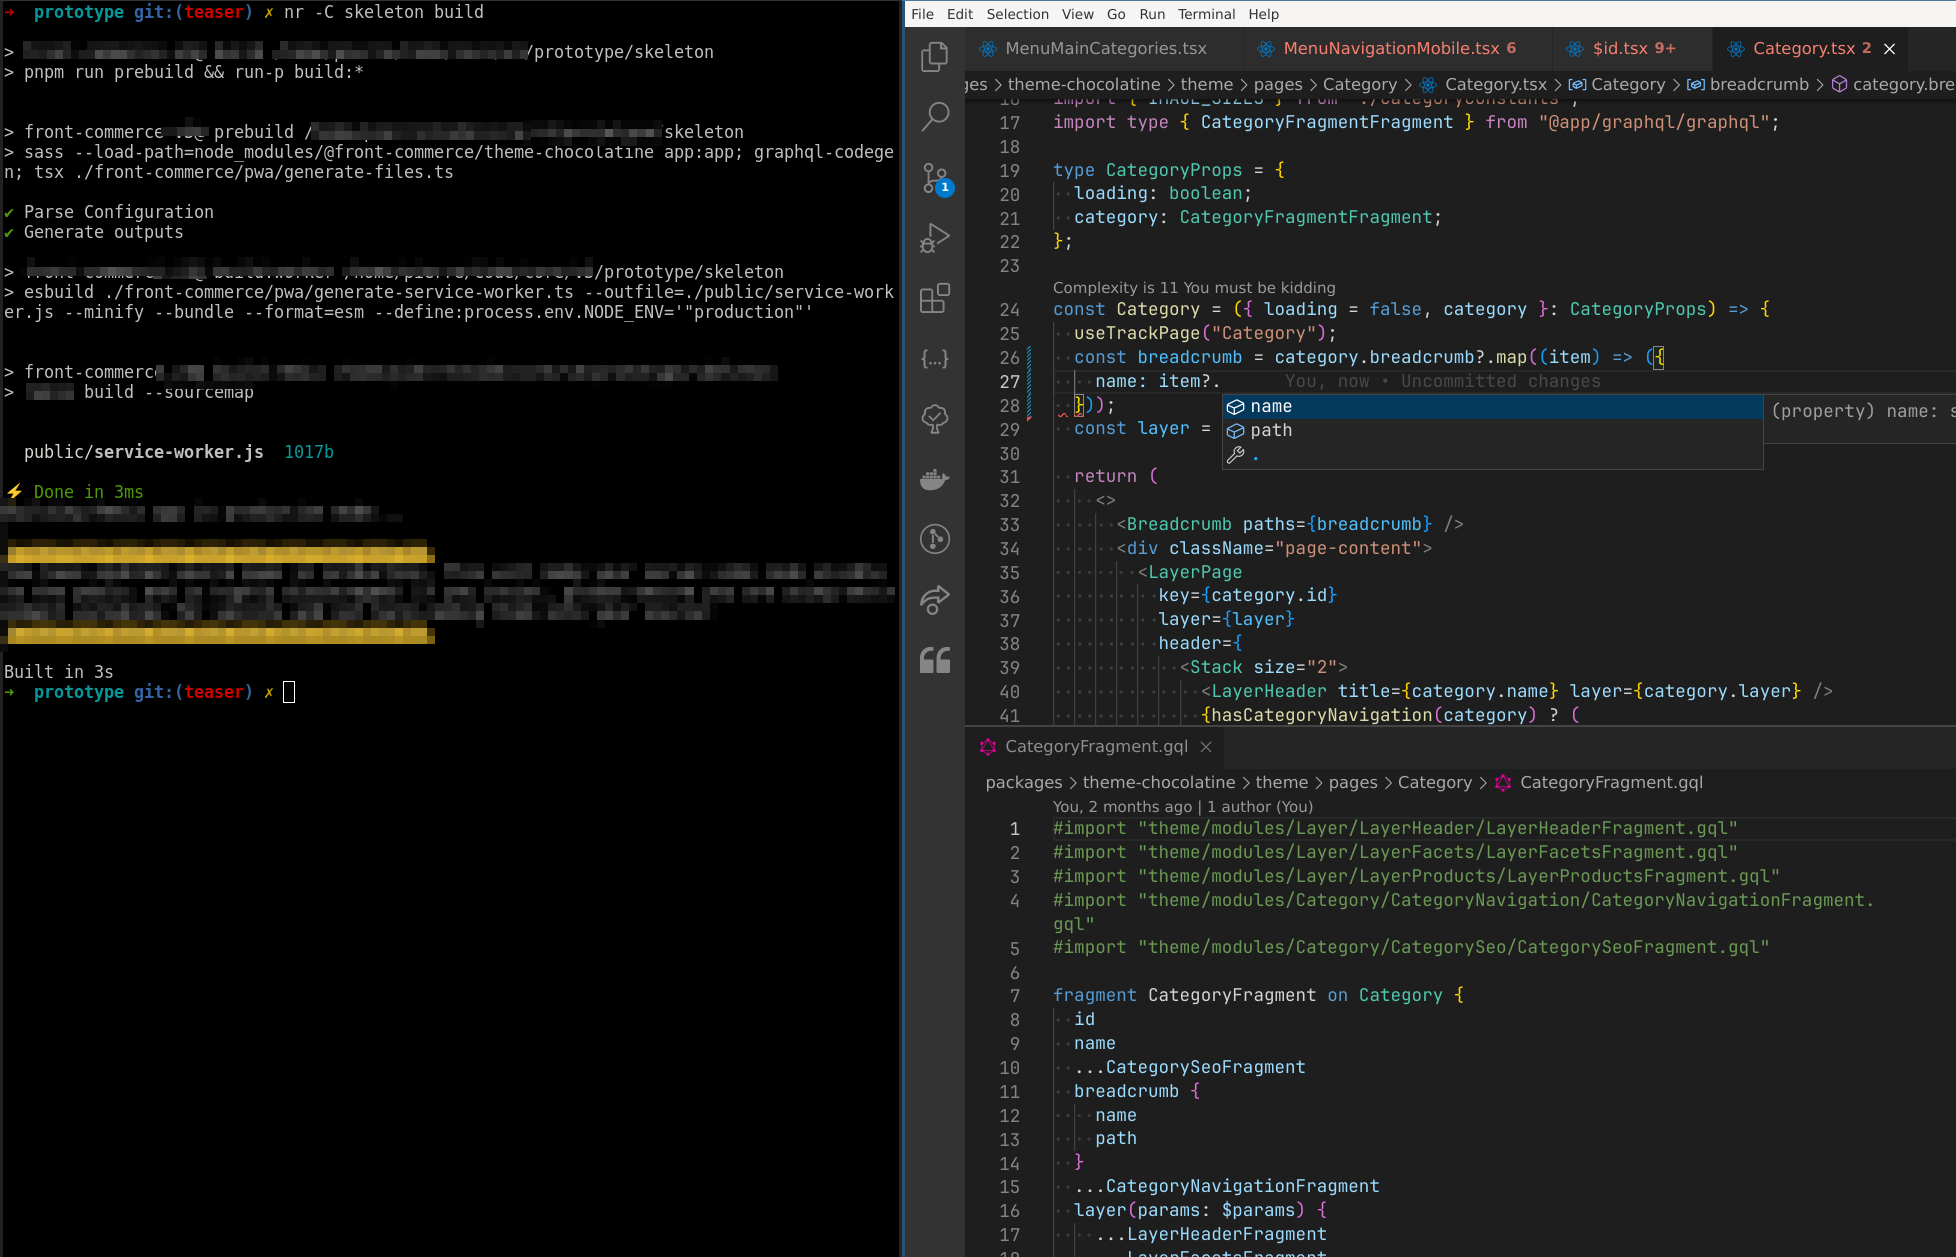 ➜  prototype git:(teaser) ✗ nr -C skeleton build
> /prototype/skeleton
> pnpm run prebuild && run-p build:*
> front-commerce prebuild / skeleton
> sass --load-path=node_modules/@front-commerce/theme-chocolatine app:app; graphql-codege
n; tsx ./front-commerce/pwa/generate-files.ts
✔ Parse Configuration
✔ Generate outputs
> /prototype/skeleton
> esbuild ./front-commerce/pwa/generate-service-worker.ts --outfile=./public/service-work
er.js --minify --bundle --format=esm --define:process.env.NODE_ENV='"production"'
> front-commerce
> build --sourcemap
public/service-worker.js  1017b
⚡ Done in 3ms
Built in 3s
➜  prototype git:(teaser) ✗
File Edit Selection View Go Run Terminal Help
MenuMainCategories.tsx MenuNavigationMobile.tsx 6 $id.tsx 9+ Category.tsx 2 ×
ges > theme-chocolatine > theme > pages > Category > Category.tsx > Category > breadcrumb > category.bre
1
16 import { IMAGE_SIZES } from "./categoryConstants";
17 import type { CategoryFragmentFragment } from "@app/graphql/graphql";
18
19 type CategoryProps = {
20 loading: boolean;
21 category: CategoryFragmentFragment;
22 };
23
Complexity is 11 You must be kidding
24 const Category = ({ loading = false, category }: CategoryProps) => {
25 useTrackPage("Category");
26 const breadcrumb = category.breadcrumb?.map((item) => ({
27 name: item?. You, now • Uncommitted changes
28 }));
name (property) name: s
29 const layer =
path
30
.
31 return (
32 <>
33 <Breadcrumb paths={breadcrumb} />
34 <div className="page-content">
35 <LayerPage
36 key={category.id}
37 layer={layer}
38 header={
39 <Stack size="2">
40 <LayerHeader title={category.name} layer={category.layer} />
41 {hasCategoryNavigation(category) ? (
CategoryFragment.gql ×
packages > theme-chocolatine > theme > pages > Category > CategoryFragment.gql
You, 2 months ago | 1 author (You)
1 #import "theme/modules/Layer/LayerHeader/LayerHeaderFragment.gql"
2 #import "theme/modules/Layer/LayerFacets/LayerFacetsFragment.gql"
3 #import "theme/modules/Layer/LayerProducts/LayerProductsFragment.gql"
4 #import "theme/modules/Category/CategoryNavigation/CategoryNavigationFragment.
gql"
5 #import "theme/modules/Category/CategorySeo/CategorySeoFragment.gql"
6
7 fragment CategoryFragment on Category {
8 id
9 name
10 ...CategorySeoFragment
11 breadcrumb {
12 name
13 path
14 }
15 ...CategoryNavigationFragment
16 layer(params: $params) {
17 ...LayerHeaderFragment
18 ...LayerFacetsFragment